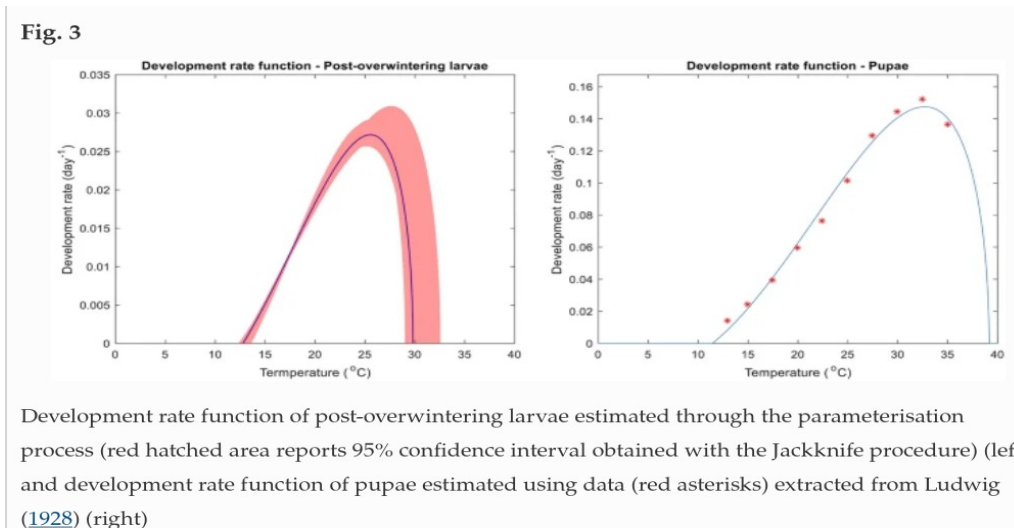 Fig. 3
Development rate function - Post-overwintering larvae
0.035
0.03
0.025
0.02
0.015
0.01
0.005
0
Development rate (day-1)
0 5 10 15 20 25 30 35 40
Termperature (°C)
Development rate function - Pupae
0.16
0.14
0.12
0.1
0.08
0.06
0.04
0.02
0
Development rate (day-1)
0 5 10 15 20 25 30 35 40
Temperature (°C)
Development rate function of post-overwintering larvae estimated through the parameterisation
process (red hatched area reports 95% confidence interval obtained with the Jackknife procedure) (lef
and development rate function of pupae estimated using data (red asterisks) extracted from Ludwig
(1928) (right)